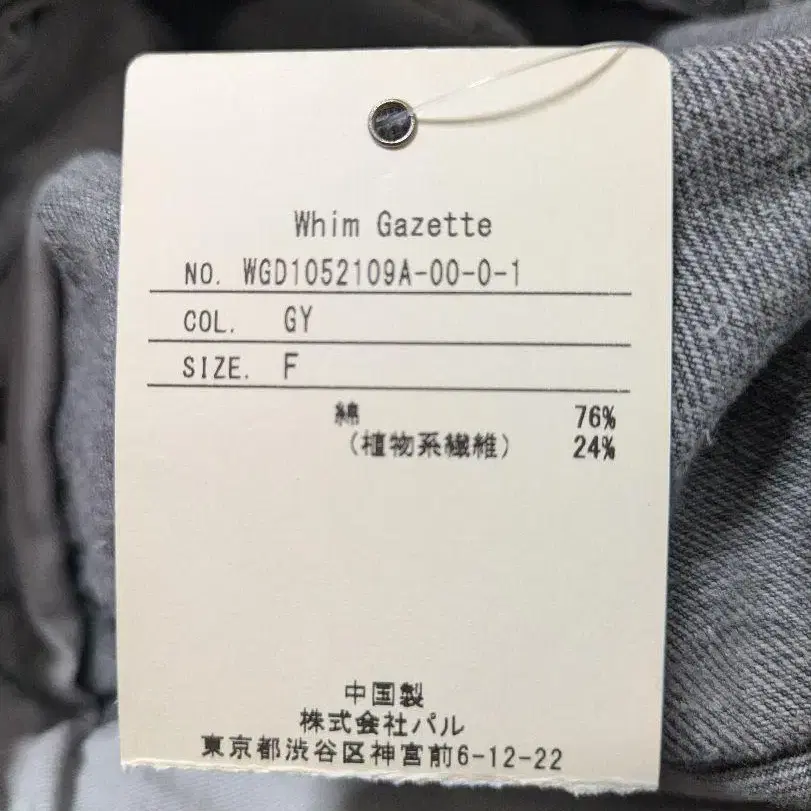 Whim Gazette
NO. WGD1052109A-00-0-1
COL. GY
SIZE. F
綿 76%
(植物系繊維) 24%
中国製
株式会社パル
東京都渋谷区神宮前6-12-22